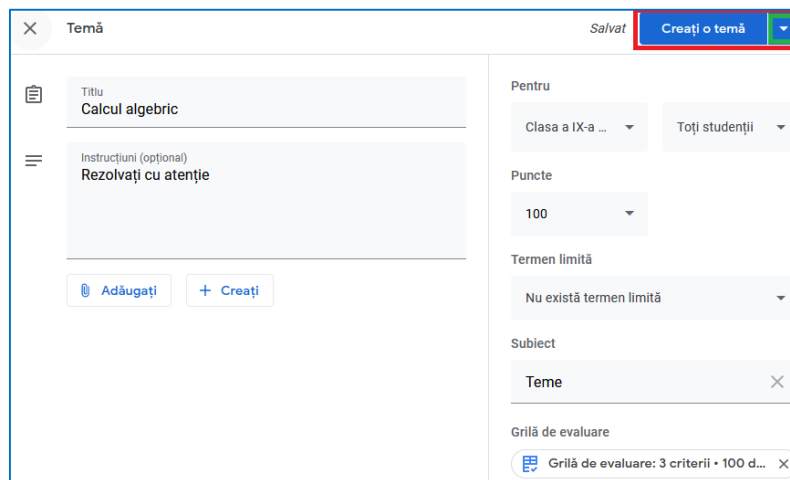 Temă
Salvat
Creați o temă
Titlu
Calcul algebric
Instrucțiuni (opțional)
Rezolvați cu atenție
Adăugați
Creați
Pentru
Clasa a IX-a ...
Toți studenții
Puncte
100
Termen limită
Nu există termen limită
Subiect
Teme
Grilă de evaluare
Grilă de evaluare: 3 criterii • 100 d...